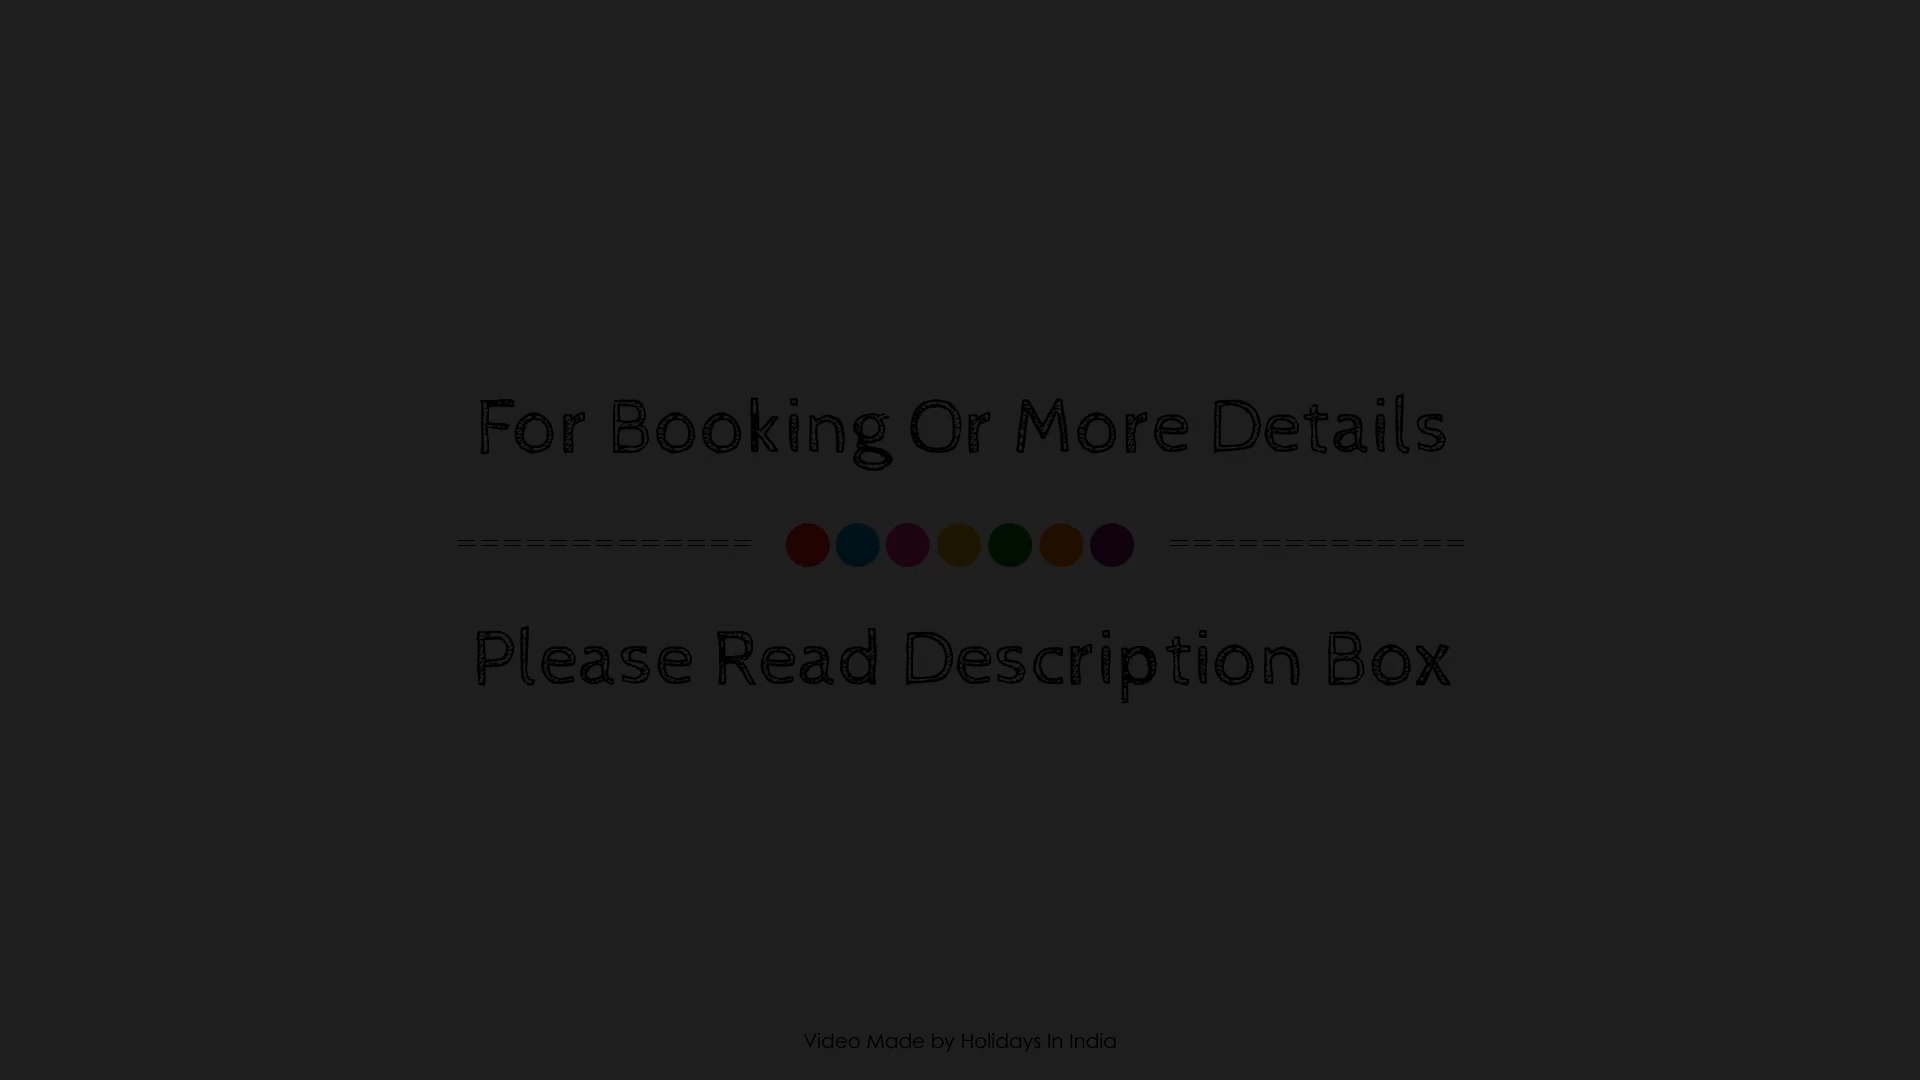 For Booking Or More Details
============= =============
Please Read Description Box
Video Made by Holidays In India